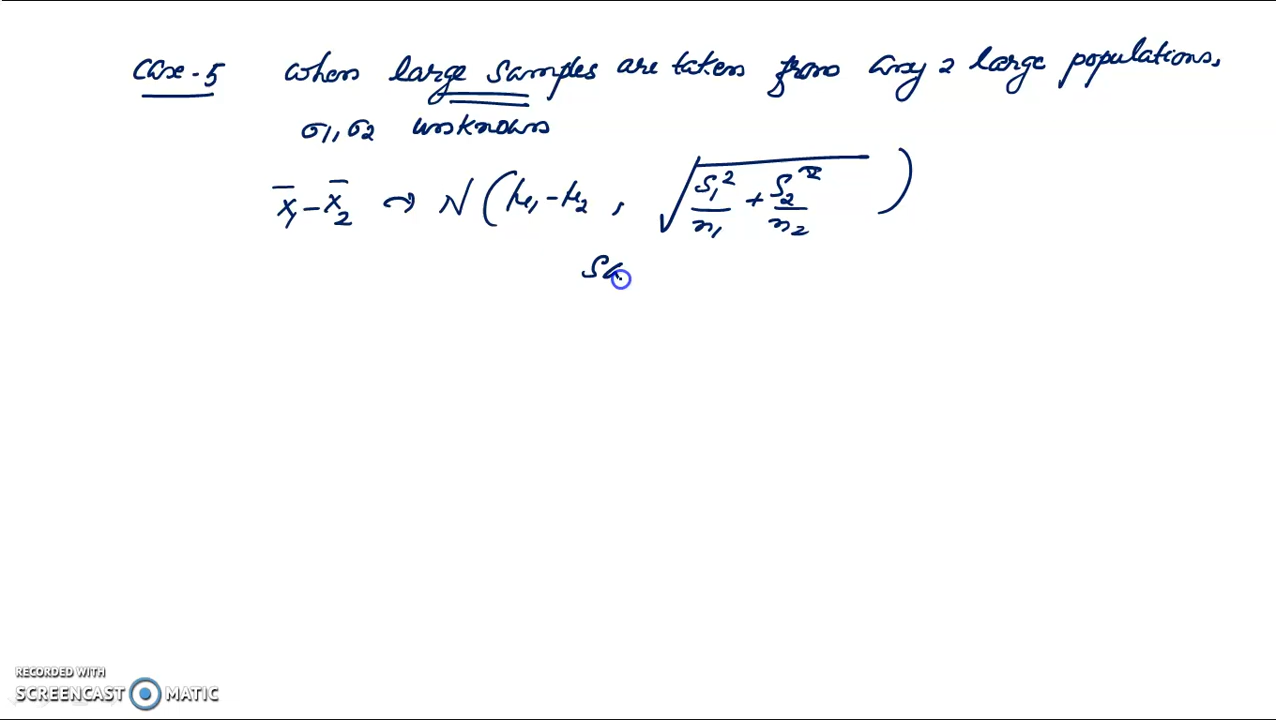 Case-5 when large samples are taken from any 2 large populations,
σ1, σ2 unknown
x̄1 - x̄2 → N(μ1 - μ2, √(S1²/n1 + S2²/n2))
RECORDED WITH
SCREENCAST MATIC